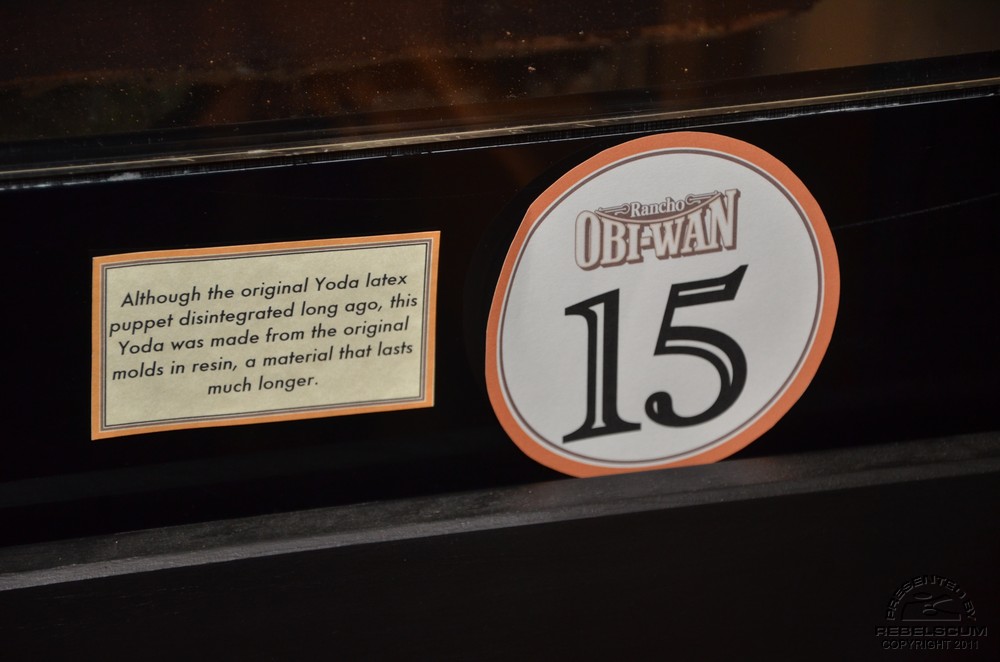 Although the original Yoda latex
puppet disintegrated long ago, this
Yoda was made from the original
molds in resin, a material that lasts
much longer.
Rancho
OBI-WAN
15
PRESENTED BY
REBELSCUM
COPYRIGHT 2011